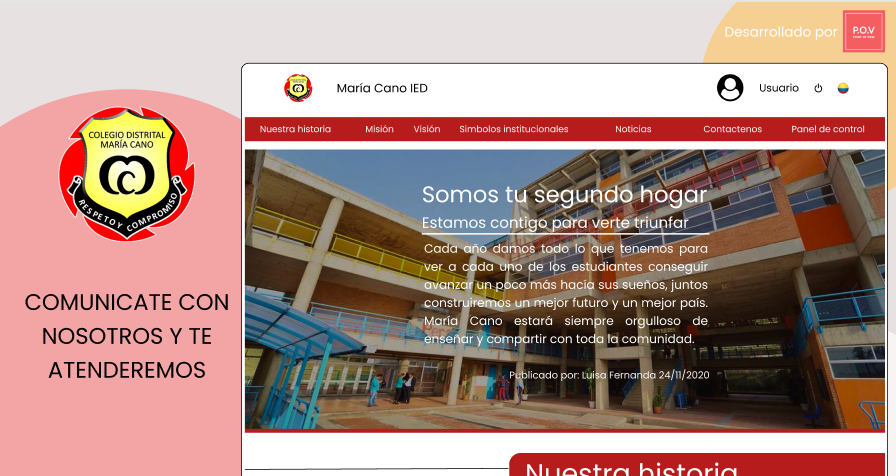 Desarrollado por
P.O.V
María Cano IED
Usuario
Nuestra historia Misión Visión Simbolos institucionales Noticias Contactenos Panel de control
COLEGIO DISTRITAL
MARÍA CANO
RESPETO Y COMPROMISO
COMUNICATE CON
NOSOTROS Y TE
ATENDEREMOS
Somos tu segundo hogar
Estamos contigo para verte triunfar
Cada año damos todo lo que tenemos para
ver a cada uno de los estudiantes conseguir
avanzar un poco más hacia sus sueños, juntos
construiremos un mejor futuro y un mejor país.
María Cano estará siempre orgulloso de
enseñar y compartir con toda la comunidad.
Publicado por: Luisa Fernanda 24/11/2020
Nuestra historia